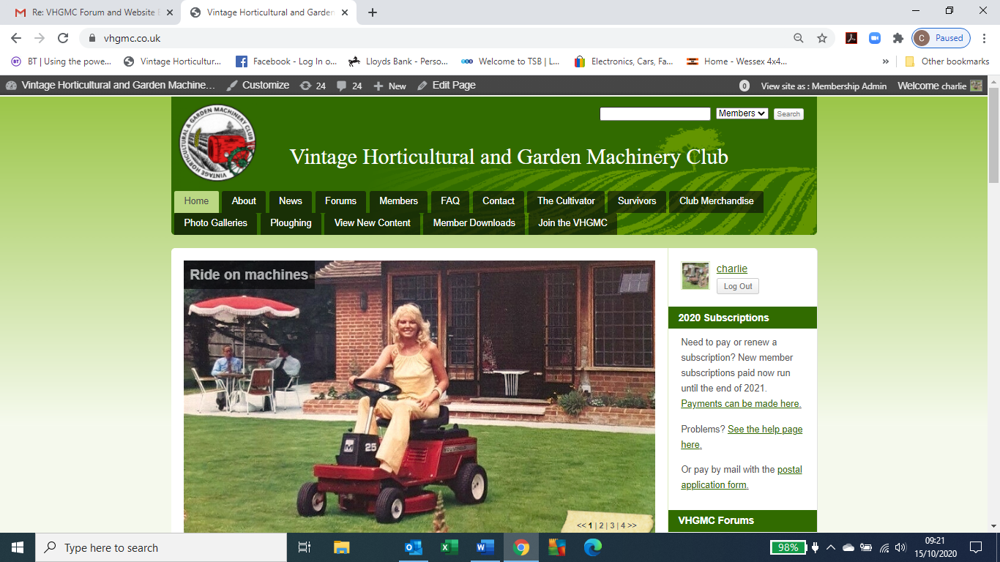 Re: VHGMC Forum and Website
Vintage Horticultural and Garden
vhgmc.co.uk
C Paused
BT | Using the powe...
Vintage Horticultur...
Facebook - Log In o...
Lloyds Bank - Perso...
Welcome to TSB | L...
Electronics, Cars, Fa...
Home - Wessex 4x4...
»
Other bookmarks
Vintage Horticultural and Garden Machine...
Customize
24
24
New
Edit Page
0
View site as : Membership Admin
Welcome charlie
VINTAGE HORTICULTURAL & GARDEN MACHINERY CLUB
Members
Search
Vintage Horticultural and Garden Machinery Club
Home
About
News
Forums
Members
FAQ
Contact
The Cultivator
Survivors
Club Merchandise
Photo Galleries
Ploughing
View New Content
Member Downloads
Join the VHGMC
Ride on machines
25
<< 1 | 2 | 3 | 4 >>
charlie
Log Out
2020 Subscriptions
Need to pay or renew a
subscription? New member
subscriptions paid now run
until the end of 2021.
Payments can be made here.
Problems? See the help page
here.
Or pay by mail with the postal
application form.
VHGMC Forums
Type here to search
98%
09:21
15/10/2020